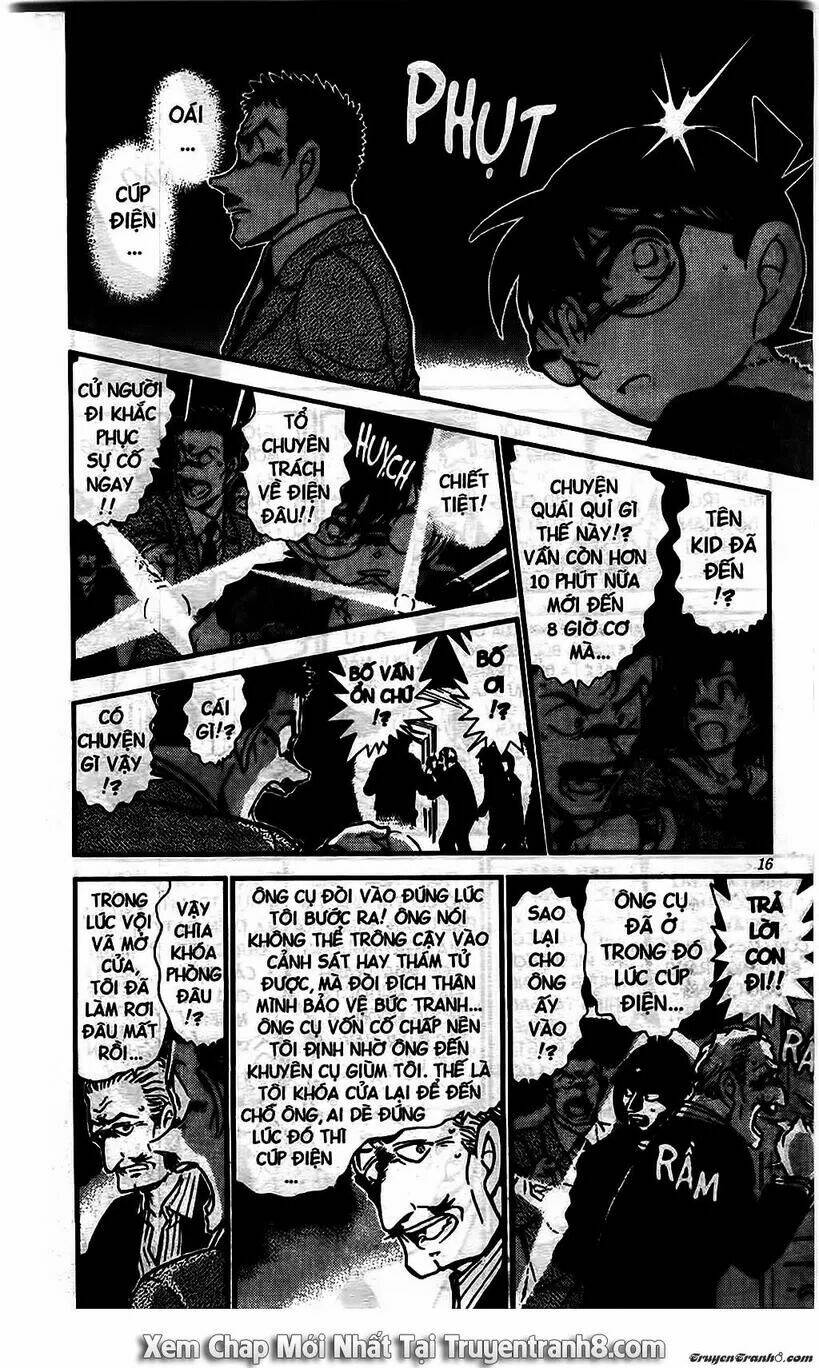 PHỤT
OÁI
...
CÚP
ĐIỆN
...
TÊN
KID ĐÃ
ĐẾN
!?
CHUYỆN
QUÁI QUỈ GÌ
THẾ NÀY!?
VẪN CÒN HƠN
10 PHÚT NỮA
MỚI ĐẾN
8 GIỜ CƠ
MÀ...
CHIẾT
TIỆT!
HUỴCH
TỔ
CHUYÊN
TRÁCH
VỀ ĐIỆN
ĐÂU!!
CỬ NGƯỜI
ĐI KHẮC
PHỤC
SỰ CỐ
NGAY
!!
BỐ
ƠI
!?
BỐ VẪN
ỔN CHỨ
!?
CÁI
GÌ!?
CÓ
CHUYỆN
GÌ VẬY
!?
16
TRẢ
LỜI
CON
ĐI!!
RẦM
ÔNG CỤ
ĐÃ Ở
TRONG ĐÓ
LÚC CÚP
ĐIỆN...
SAO
LẠI CHO
ÔNG
ẤY
VÀO
!?
RẦM
ÔNG CỤ ĐÒI VÀO ĐÚNG LÚC
TÔI BƯỚC RA! ÔNG NÓI
KHÔNG THỂ TRÔNG CẬY VÀO
CẢNH SÁT HAY THÁM TỬ
ĐƯỢC, MÀ ĐÒI ĐÍCH THÂN
MÌNH BẢO VỆ BỨC TRANH...
ÔNG CỤ VỐN CỐ CHẤP NÊN
TÔI ĐỊNH NHỜ ÔNG ĐẾN
KHUYÊN CỤ GIÙM TÔI. THẾ LÀ
TÔI KHÓA CỬA LẠI ĐỂ ĐẾN
CHỖ ÔNG, AI DÈ ĐÚNG
LÚC ĐÓ THÌ
CÚP ĐIỆN
...
VẬY
CHÌA
KHÓA
PHÒNG
ĐÂU
!?
TRONG
LÚC VỘI
VÃ MỞ
CỬA,
TÔI ĐÃ
LÀM RƠI
ĐÂU MẤT
RỒI...
Xem Chap Mới Nhất Tại Truyentranh8.com
TruyenTranh8.com